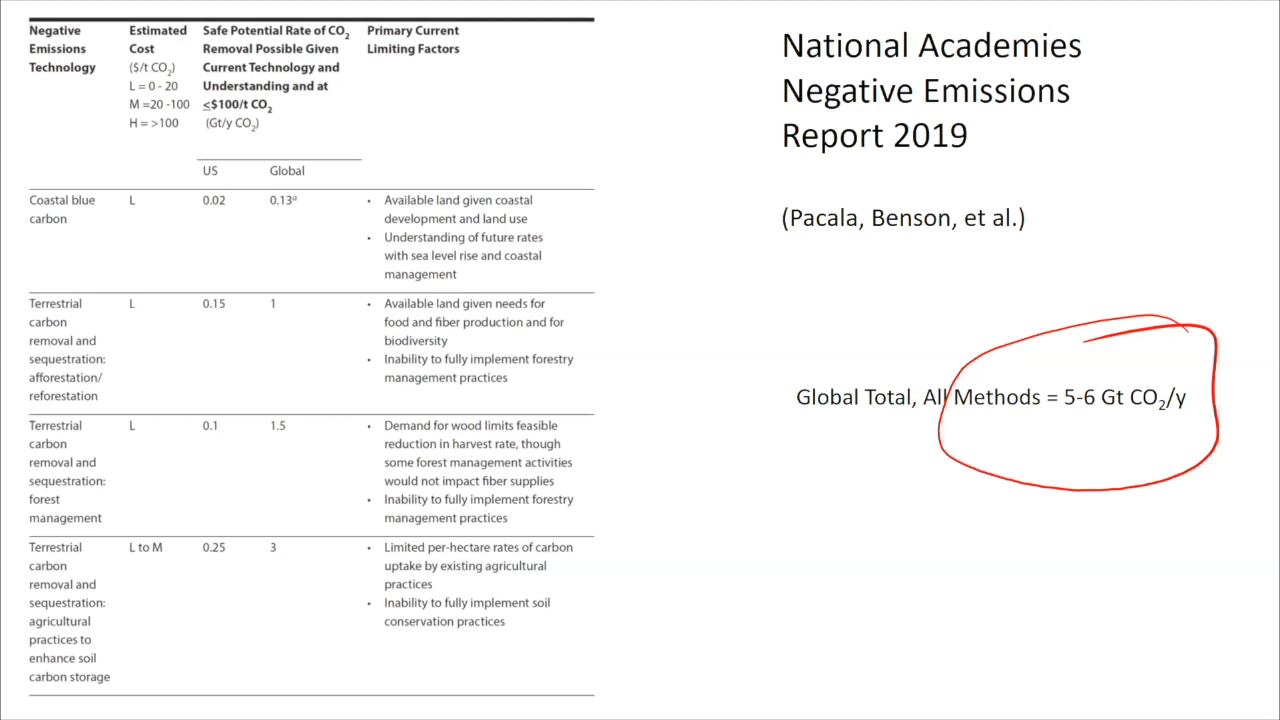 Negative Emissions Technology
Estimated Cost ($/t CO2) L = 0 - 20 M =20 -100 H = >100
Safe Potential Rate of CO2 Removal Possible Given Current Technology and Understanding and at <$100/t CO2 (Gt/y CO2)
Primary Current Limiting Factors
US Global
Coastal blue carbon
L 0.02 0.13a
• Available land given coastal
development and land use
• Understanding of future rates
with sea level rise and coastal
management
Terrestrial
carbon
removal and
sequestration:
afforestation/
reforestation
L 0.15 1
• Available land given needs for
food and fiber production and for
biodiversity
• Inability to fully implement forestry
management practices
Terrestrial
carbon
removal and
sequestration:
forest
management
L 0.1 1.5
• Demand for wood limits feasible
reduction in harvest rate, though
some forest management activities
would not impact fiber supplies
• Inability to fully implement forestry
management practices
Terrestrial
carbon
removal and
sequestration:
agricultural
practices to
enhance soil
carbon storage
L to M 0.25 3
• Limited per-hectare rates of carbon
uptake by existing agricultural
practices
• Inability to fully implement soil
conservation practices
National Academies
Negative Emissions
Report 2019
(Pacala, Benson, et al.)
Global Total, All Methods = 5-6 Gt CO2/y